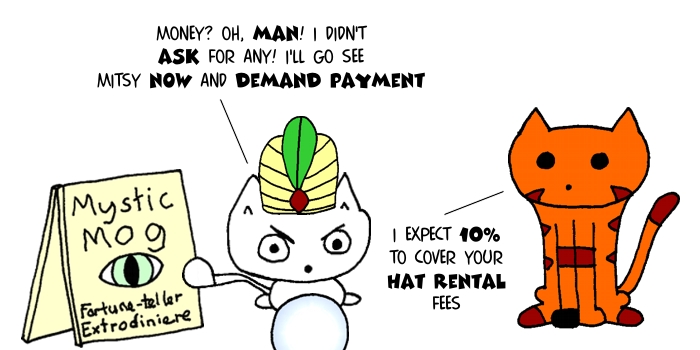 MONEY? OH, MAN! I DIDN'T
ASK FOR ANY! I'LL GO SEE
MITSY NOW AND DEMAND PAYMENT
I EXPECT 10%
TO COVER YOUR
HAT RENTAL
FEES
Mystic
MOG
Fortune-teller
Extrodiniere